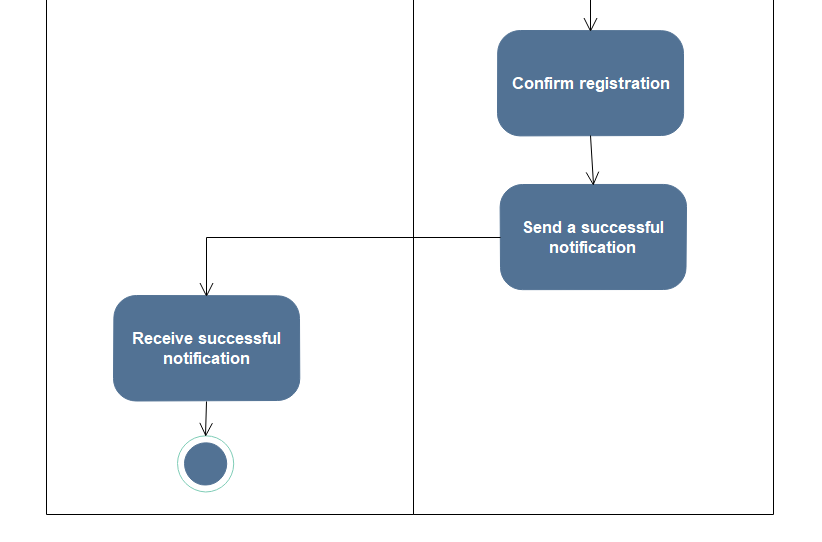 Confirm registration
Send a successful
notification
Receive successful
notification